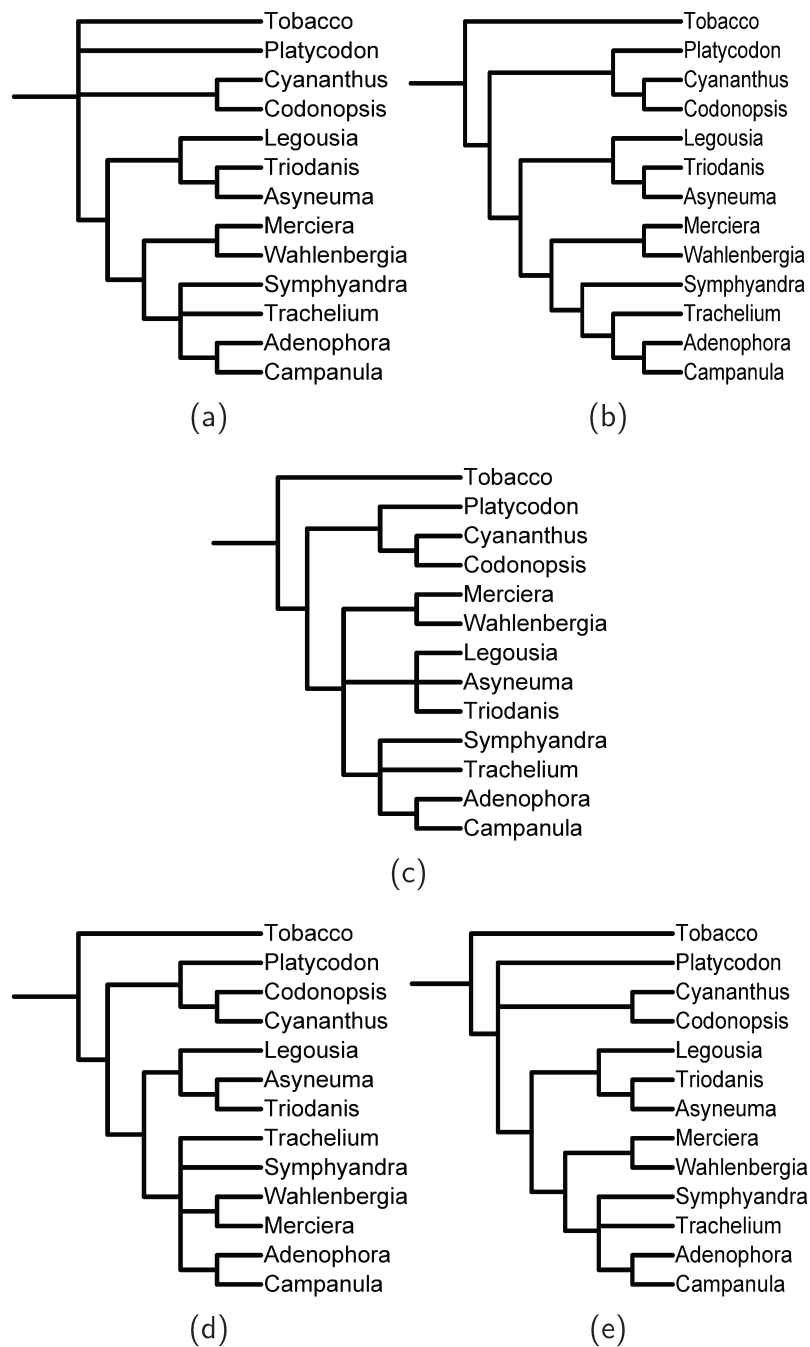 Tobacco
Platycodon
Cyananthus
Codonopsis
Legousia
Triodanis
Asyneuma
Merciera
Wahlenbergia
Symphyandra
Trachelium
Adenophora
Campanula
(a)
Tobacco
Platycodon
Cyananthus
Codonopsis
Legousia
Triodanis
Asyneuma
Merciera
Wahlenbergia
Symphyandra
Trachelium
Adenophora
Campanula
(b)
Tobacco
Platycodon
Cyananthus
Codonopsis
Merciera
Wahlenbergia
Legousia
Asyneuma
Triodanis
Symphyandra
Trachelium
Adenophora
Campanula
(c)
Tobacco
Platycodon
Codonopsis
Cyananthus
Legousia
Asyneuma
Triodanis
Trachelium
Symphyandra
Wahlenbergia
Merciera
Adenophora
Campanula
(d)
Tobacco
Platycodon
Cyananthus
Codonopsis
Legousia
Triodanis
Asyneuma
Merciera
Wahlenbergia
Symphyandra
Trachelium
Adenophora
Campanula
(e)